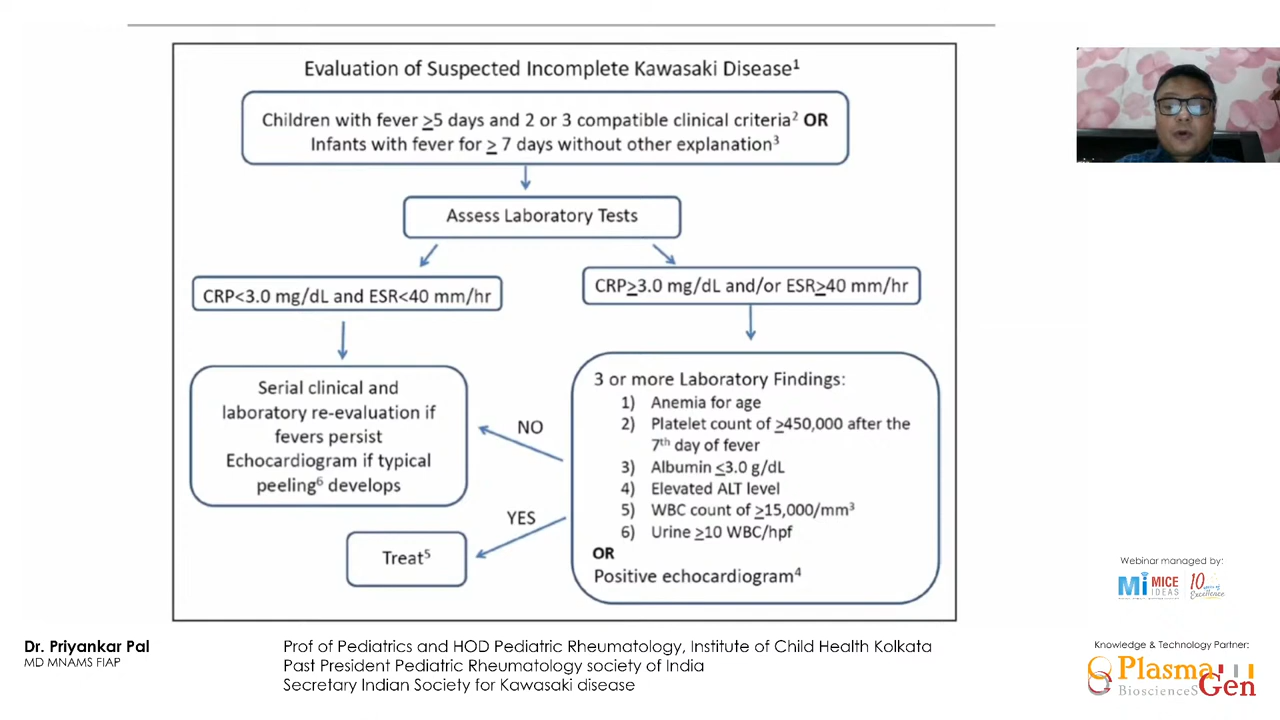 Evaluation of Suspected Incomplete Kawasaki Disease¹
Children with fever ≥5 days and 2 or 3 compatible clinical criteria² OR
Infants with fever for ≥ 7 days without other explanation³
Assess Laboratory Tests
CRP<3.0 mg/dL and ESR<40 mm/hr
CRP≥3.0 mg/dL and/or ESR≥40 mm/hr
Serial clinical and
laboratory re-evaluation if
fevers persist
Echocardiogram if typical
peeling⁶ develops
NO
YES
Treat⁵
3 or more Laboratory Findings:
1) Anemia for age
2) Platelet count of ≥450,000 after the
7th day of fever
3) Albumin ≤3.0 g/dL
4) Elevated ALT level
5) WBC count of ≥15,000/mm³
6) Urine ≥10 WBC/hpf
OR
Positive echocardiogram⁴
Webinar managed by:
Mi MICE
IDEAS
10 years of
Excellence
Dr. Priyankar Pal
MD MNAMS FIAP
Prof of Pediatrics and HOD Pediatric Rheumatology, Institute of Child Health Kolkata
Past President Pediatric Rheumatology society of India
Secretary Indian Society for Kawasaki disease
Knowledge & Technology Partner:
Plasma
BioscienceS Gen